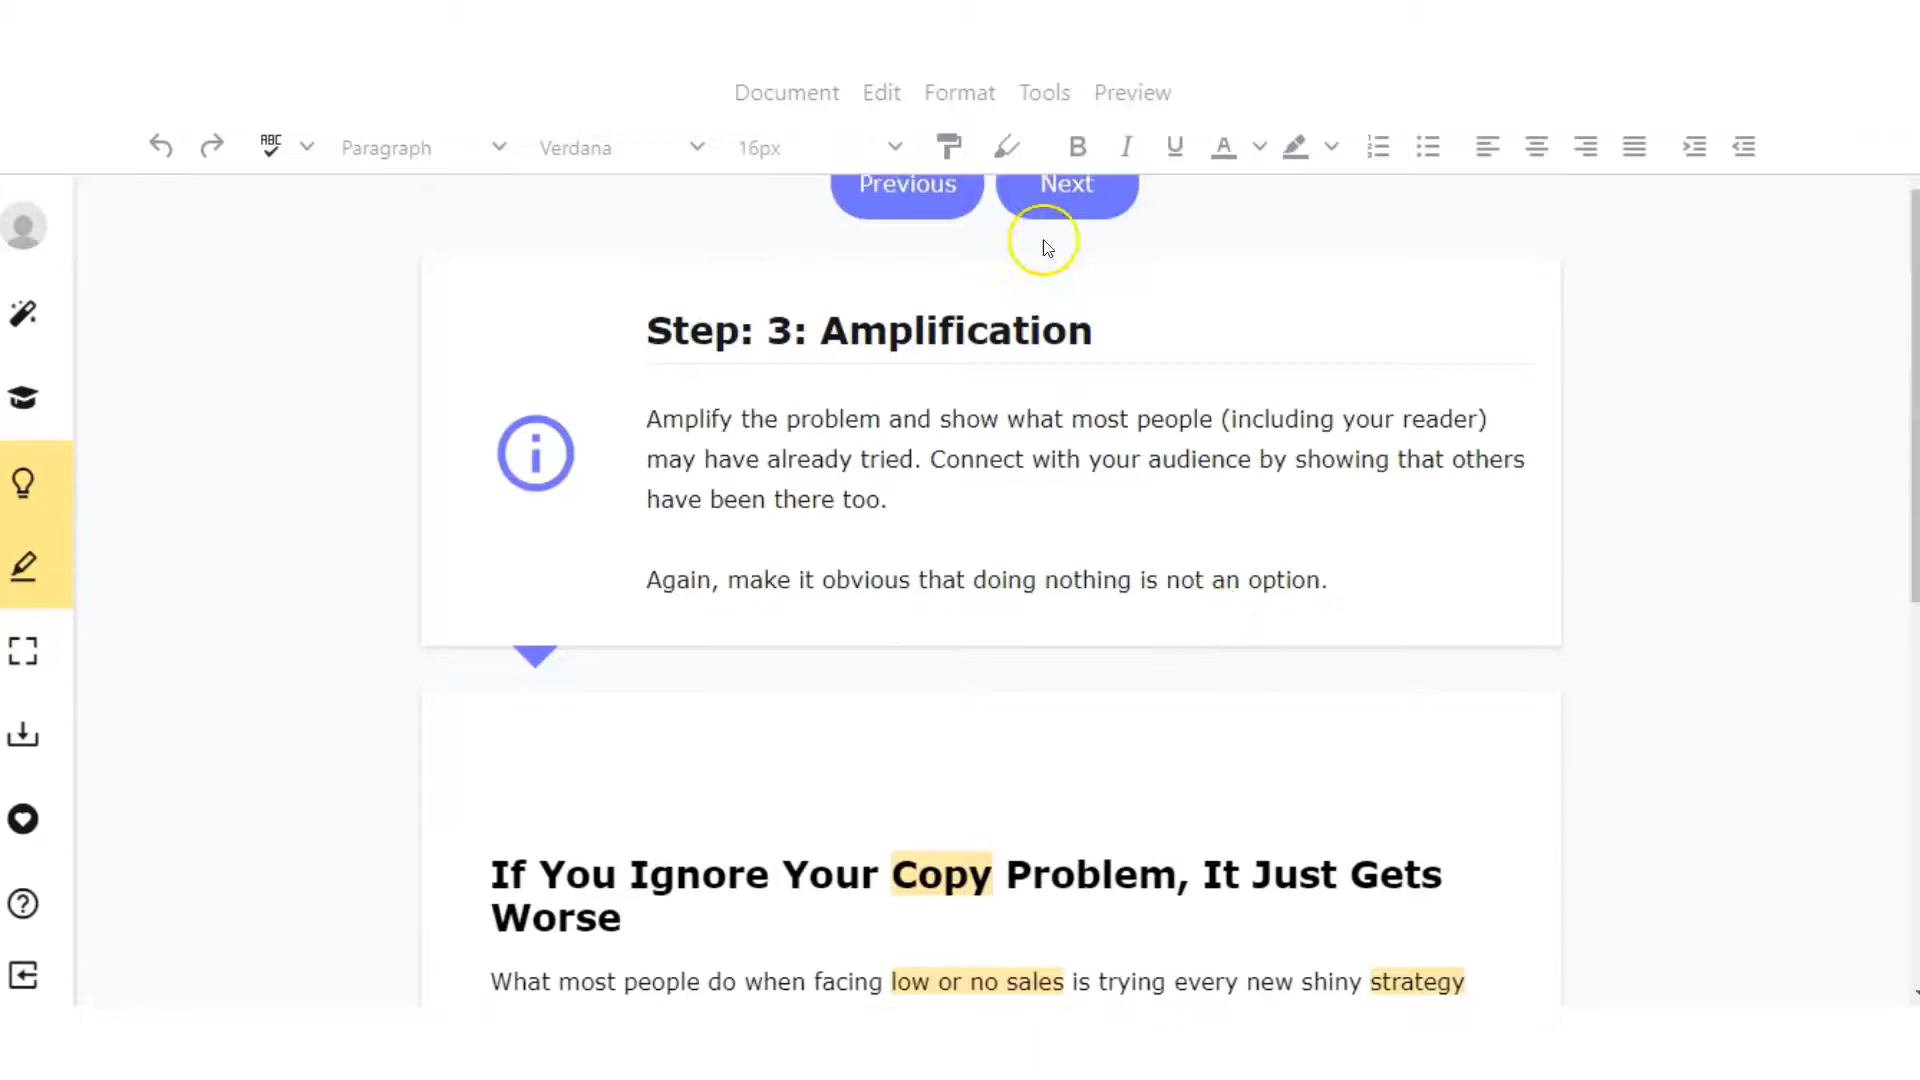 Document Edit Format Tools Preview
ABC Paragraph Verdana 16px B I U A
Previous Next
Step: 3: Amplification
Amplify the problem and show what most people (including your reader)
may have already tried. Connect with your audience by showing that others
have been there too.
Again, make it obvious that doing nothing is not an option.
If You Ignore Your Copy Problem, It Just Gets
Worse
What most people do when facing low or no sales is trying every new shiny strategy